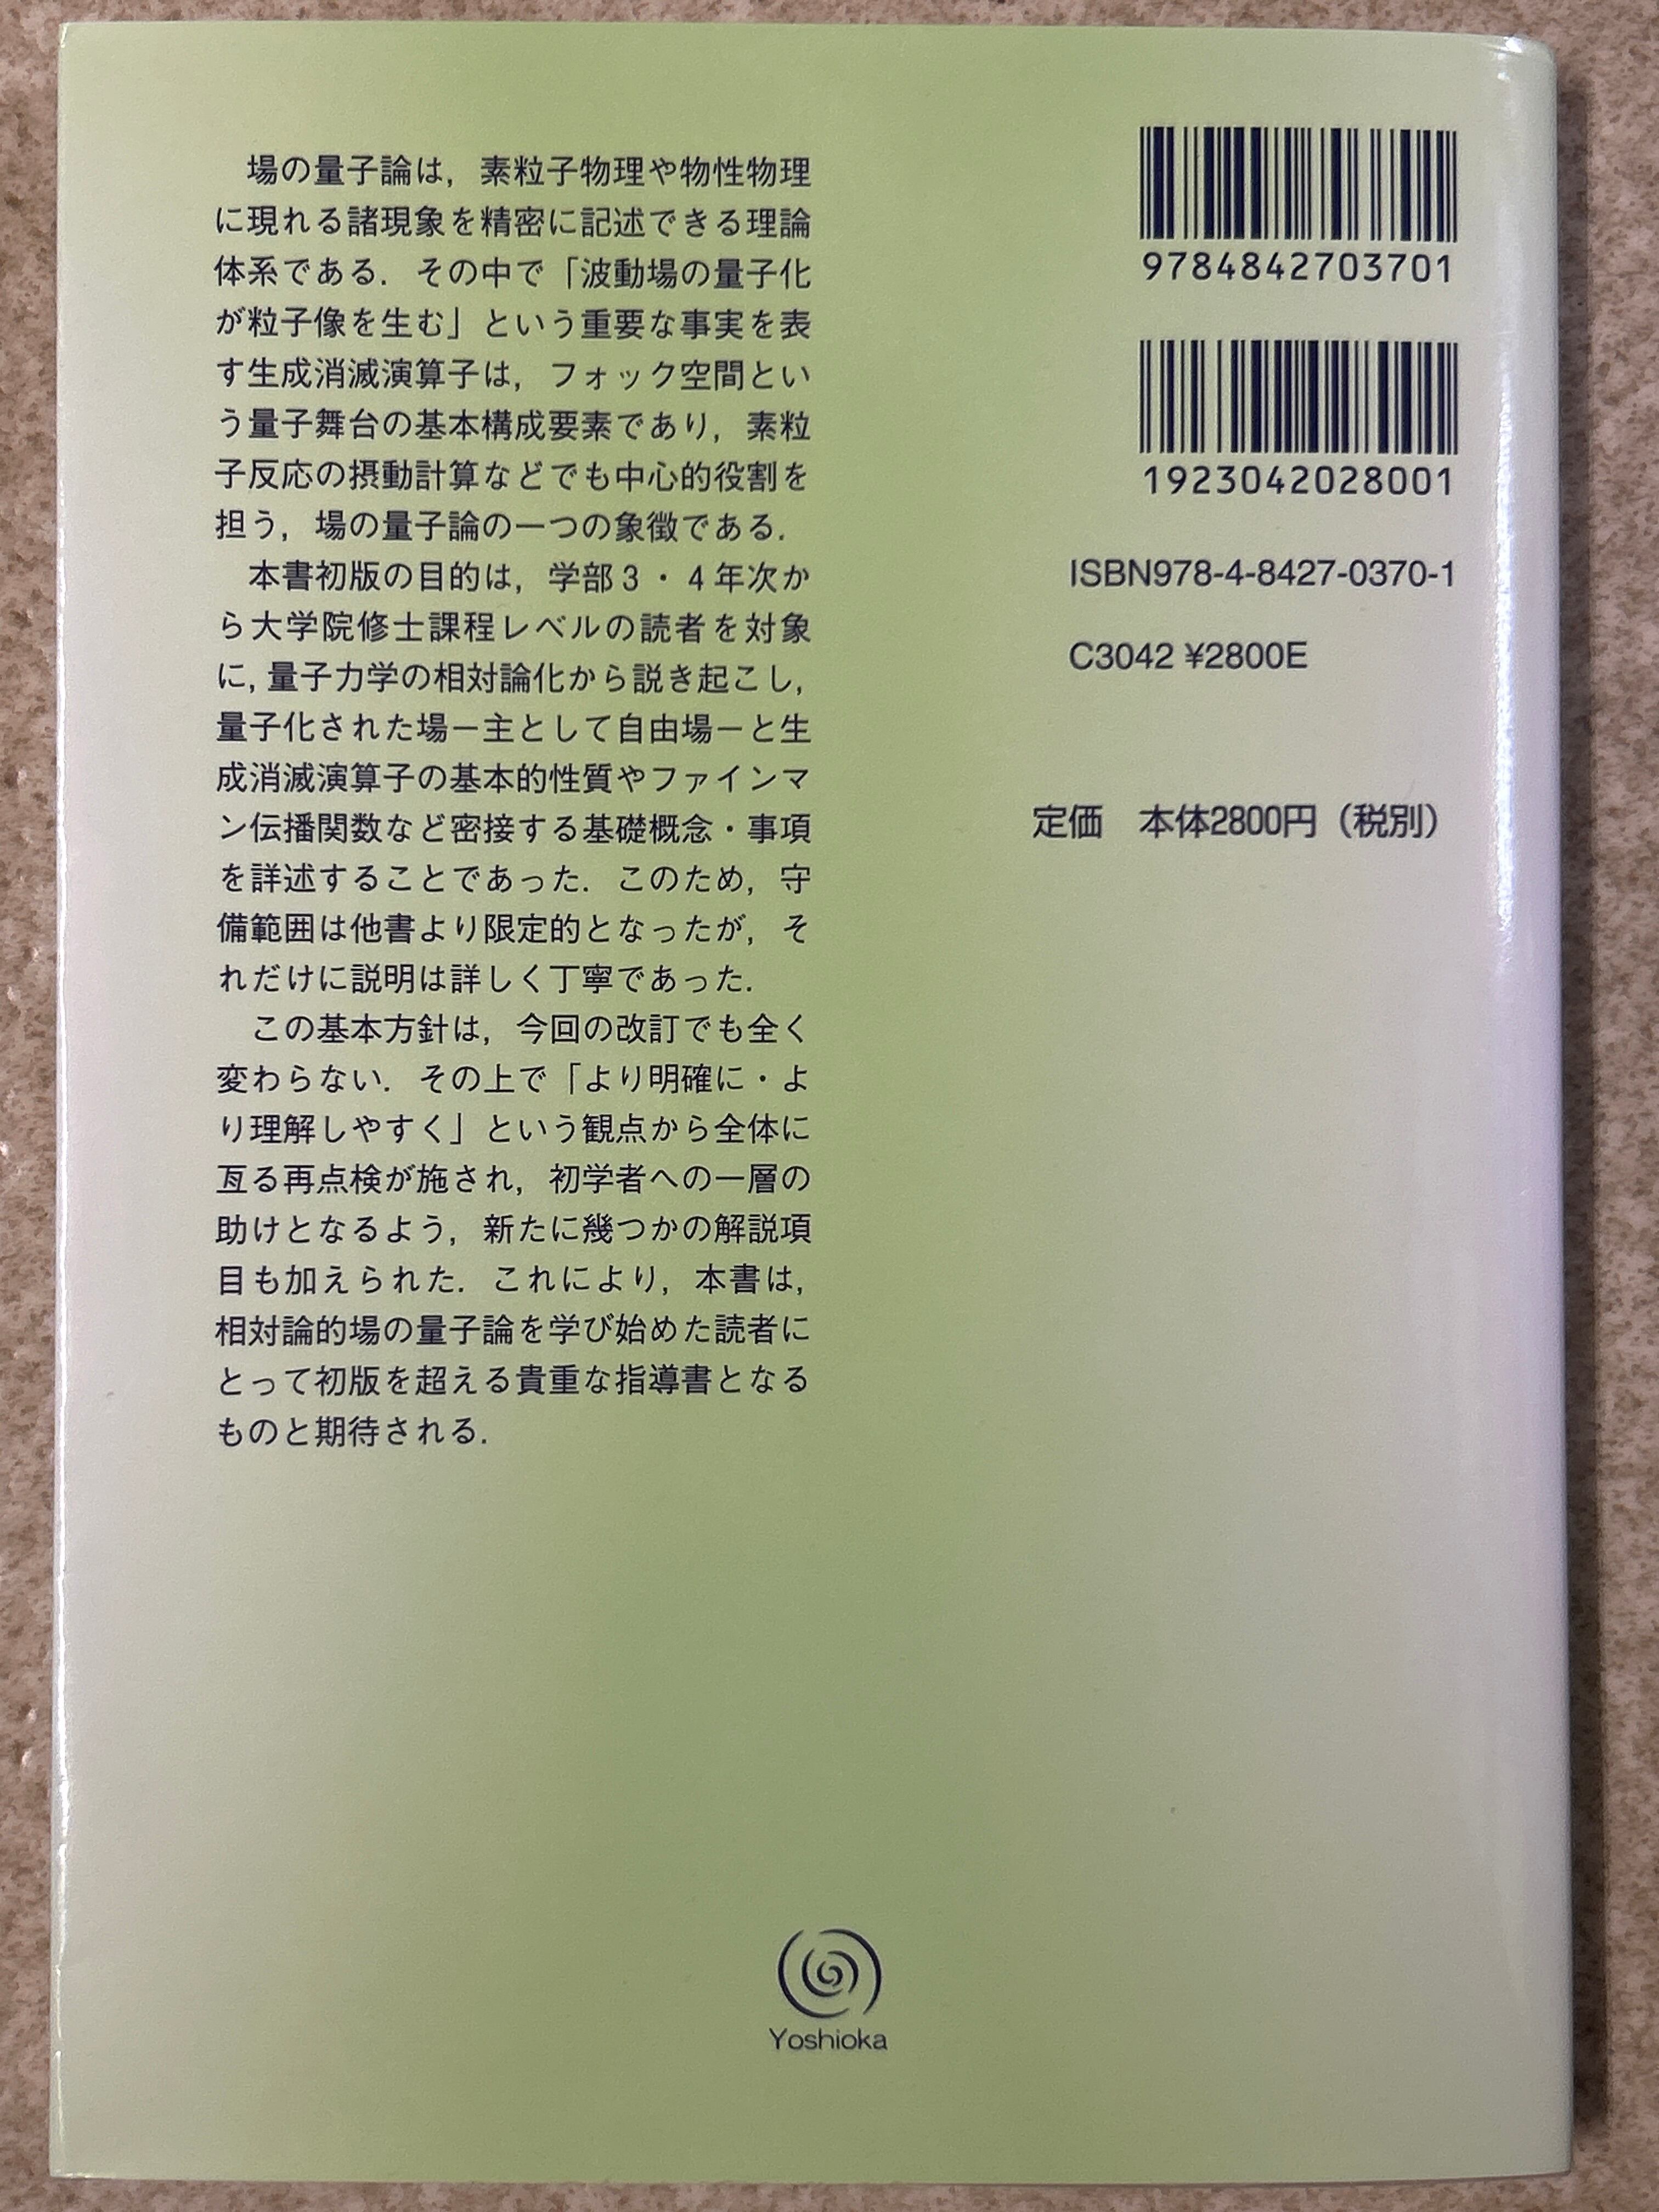 場の量子論は，素粒子物理や物性物理
に現れる諸現象を精密に記述できる理論
体系である．その中で「波動場の量子化
が粒子像を生む」という重要な事実を表
す生成消滅演算子は，フォック空間とい
う量子舞台の基本構成要素であり，素粒
子反応の摂動計算などでも中心的役割を
担う，場の量子論の一つの象徴である．
本書初版の目的は，学部3・4年次か
ら大学院修士課程レベルの読者を対象
に，量子力学の相対論化から説き起こし，
量子化された場－主として自由場－と生
成消滅演算子の基本的性質やファインマ
ン伝播関数など密接する基礎概念・事項
を詳述することであった．このため，守
備範囲は他書より限定的となったが，そ
れだけに説明は詳しく丁寧であった．
この基本方針は，今回の改訂でも全く
変わらない．その上で「より明確に・よ
り理解しやすく」という観点から全体に
亙る再点検が施され，初学者への一層の
助けとなるよう，新たに幾つかの解説項
目も加えられた．これにより，本書は，
相対論的場の量子論を学び始めた読者に
とって初版を超える貴重な指導書となる
ものと期待される．
9784842703701
1923042028001
ISBN978-4-8427-0370-1
C3042 ¥2800E
定価　本体2800円（税別）
Yoshioka